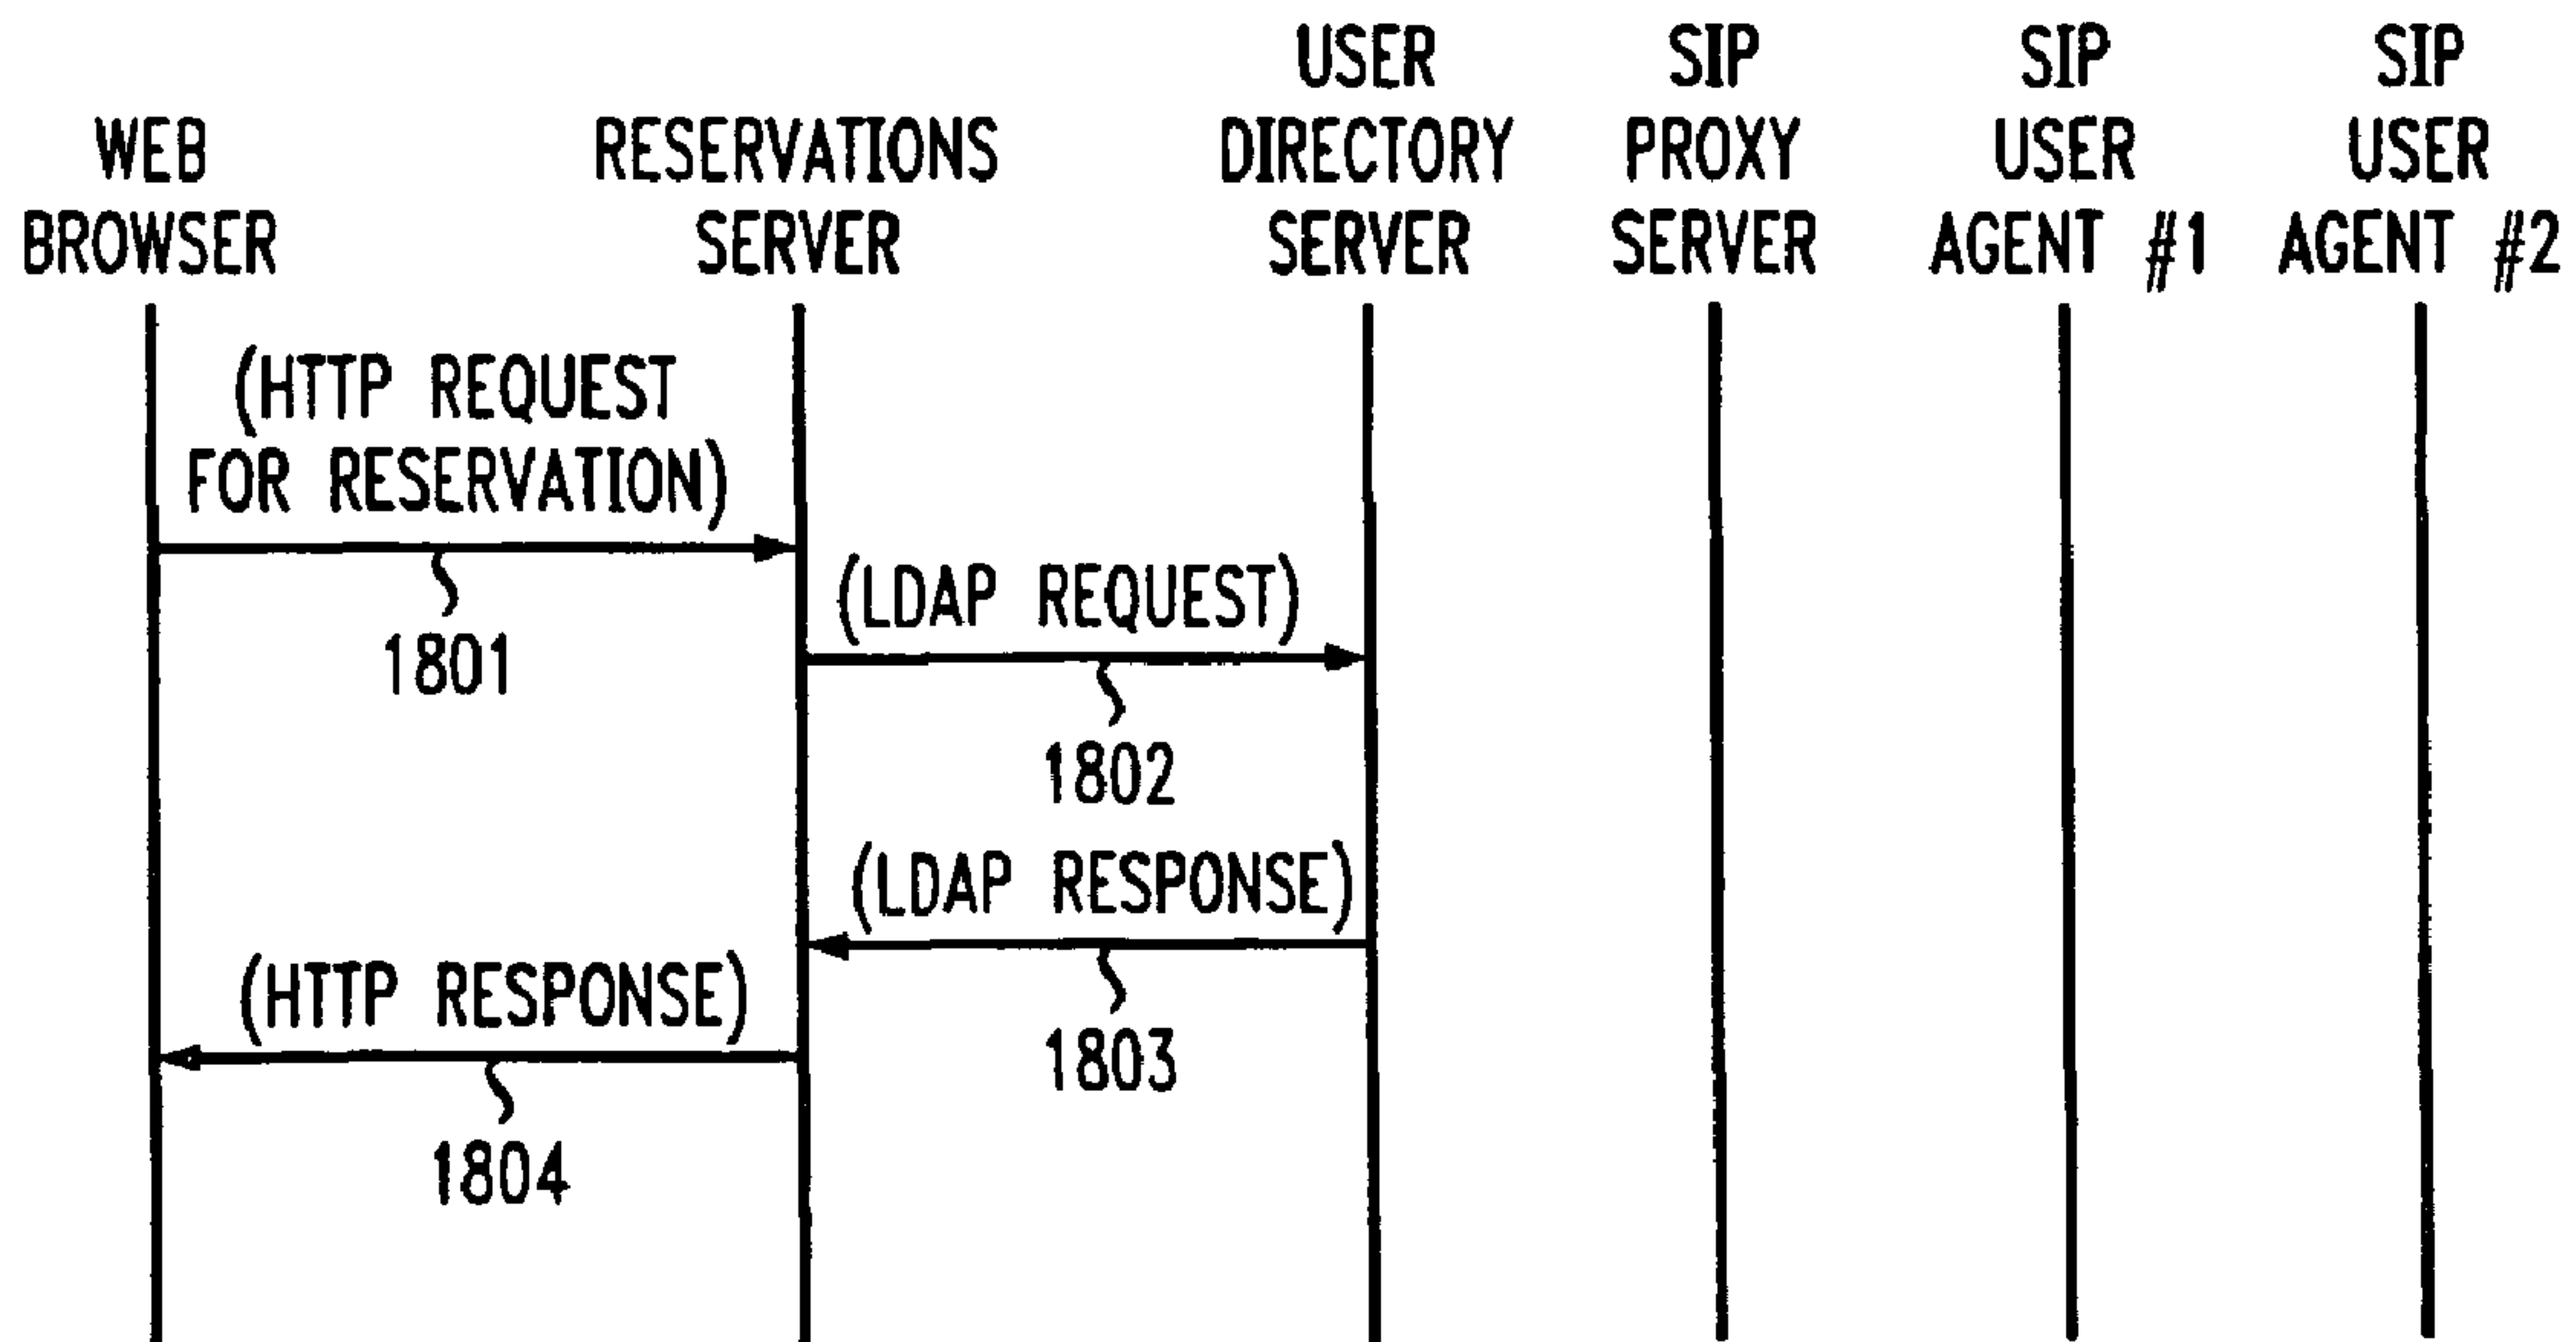 WEB
BROWSER
RESERVATIONS
SERVER
USER
DIRECTORY
SERVER
SIP
PROXY
SERVER
SIP
USER
AGENT #1
SIP
USER
AGENT #2
(HTTP REQUEST
FOR RESERVATION)
1801
(LDAP REQUEST)
1802
(LDAP RESPONSE)
1803
(HTTP RESPONSE)
1804